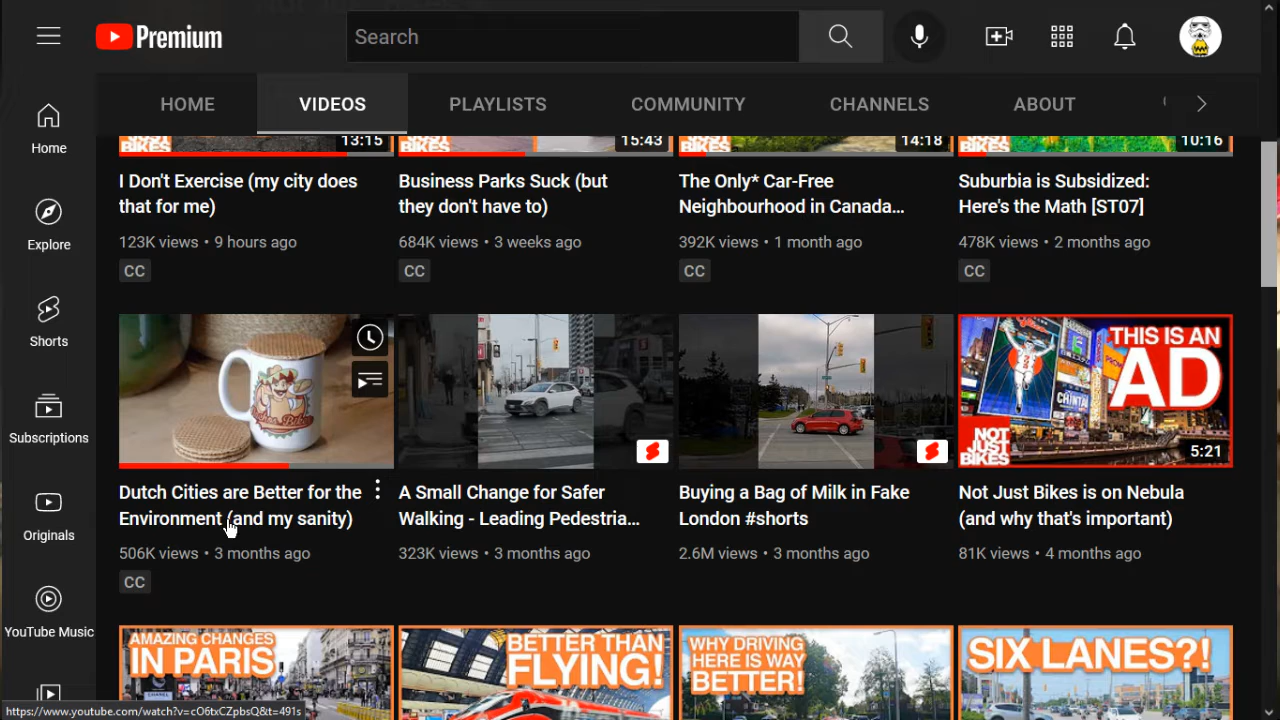 Premium
Search
HOME
VIDEOS
PLAYLISTS
COMMUNITY
CHANNELS
ABOUT
Home
Explore
Shorts
Subscriptions
Originals
YouTube Music
BIKES
13:15
15:43
BIKES
14:18
10:16
I Don't Exercise (my city does
that for me)
123K views • 9 hours ago
CC
Business Parks Suck (but
they don't have to)
684K views • 3 weeks ago
CC
The Only* Car-Free
Neighbourhood in Canada...
392K views • 1 month ago
CC
Suburbia is Subsidized:
Here's the Math [ST07]
478K views • 2 months ago
CC
Dutch Cities are Better for the
Environment (and my sanity)
506K views • 3 months ago
CC
A Small Change for Safer
Walking - Leading Pedestria...
323K views • 3 months ago
Buying a Bag of Milk in Fake
London #shorts
2.6M views • 3 months ago
THIS IS AN
AD
NOT
JUST
BIKES
5:21
Not Just Bikes is on Nebula
(and why that's important)
81K views • 4 months ago
AMAZING CHANGES
IN PARIS
BETTER THAN
FLYING!
WHY DRIVING
HERE IS WAY
BETTER!
SIX LANES?!
https://www.youtube.com/watch?v=cO6txCZpbsQ&t=491s